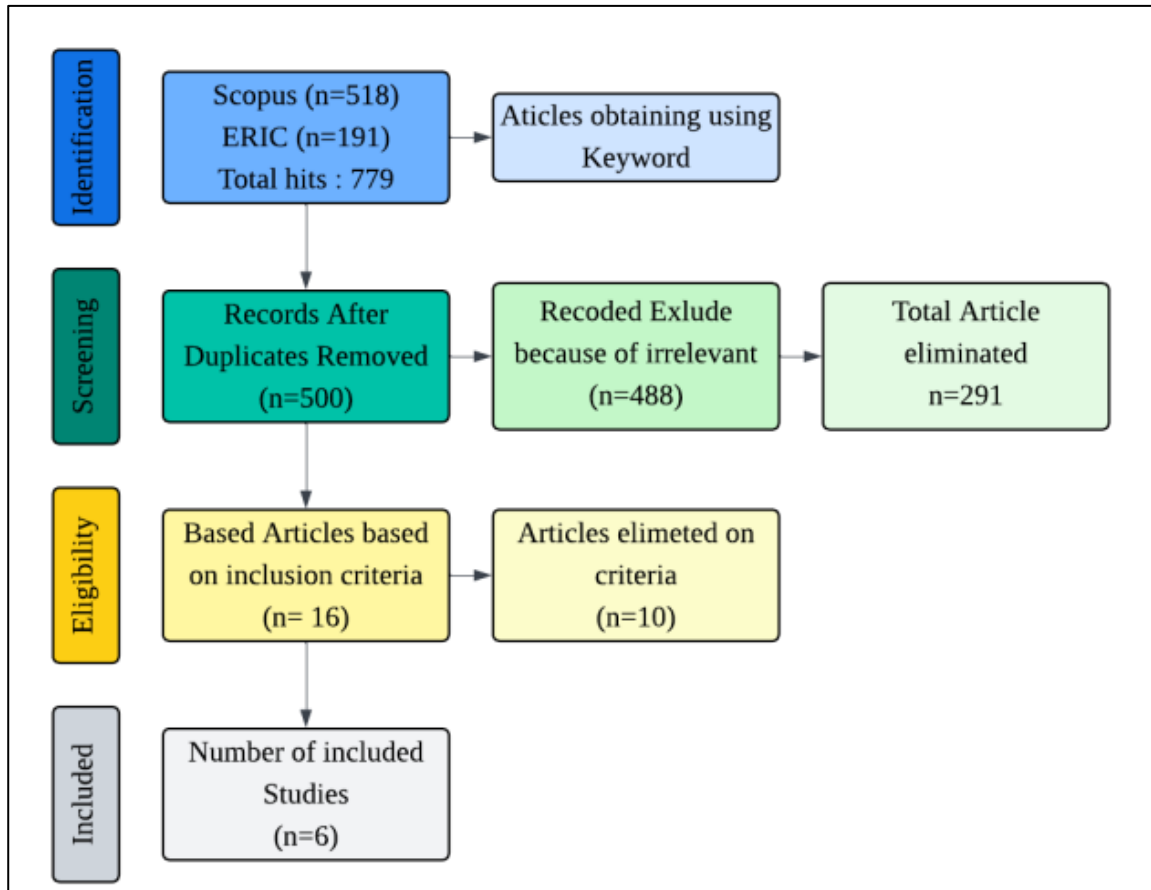 Identification
Scopus (n=518)
ERIC (n=191)
Total hits : 779
Aticles obtaining using
Keyword
Screening
Records After
Duplicates Removed
(n=500)
Recoded Exlude
because of irrelevant
(n=488)
Total Article
eliminated
n=291
Eligibility
Based Articles based
on inclusion criteria
(n= 16)
Articles elimeted on
criteria
(n=10)
Included
Number of included
Studies
(n=6)